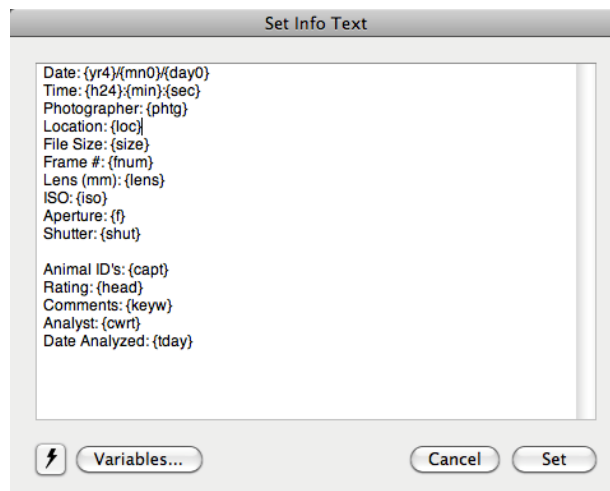 Set Info Text
Date: {yr4}/{mn0}/{day0}
Time: {h24}:{min}:{sec}
Photographer: {phtg}
Location: {loc}
File Size: {size}
Frame #: {fnum}
Lens (mm): {lens}
ISO: {iso}
Aperture: {f}
Shutter: {shut}
Animal ID's: {capt}
Rating: {head}
Comments: {keyw}
Analyst: {cwrt}
Date Analyzed: {tday}
Variables... Cancel Set